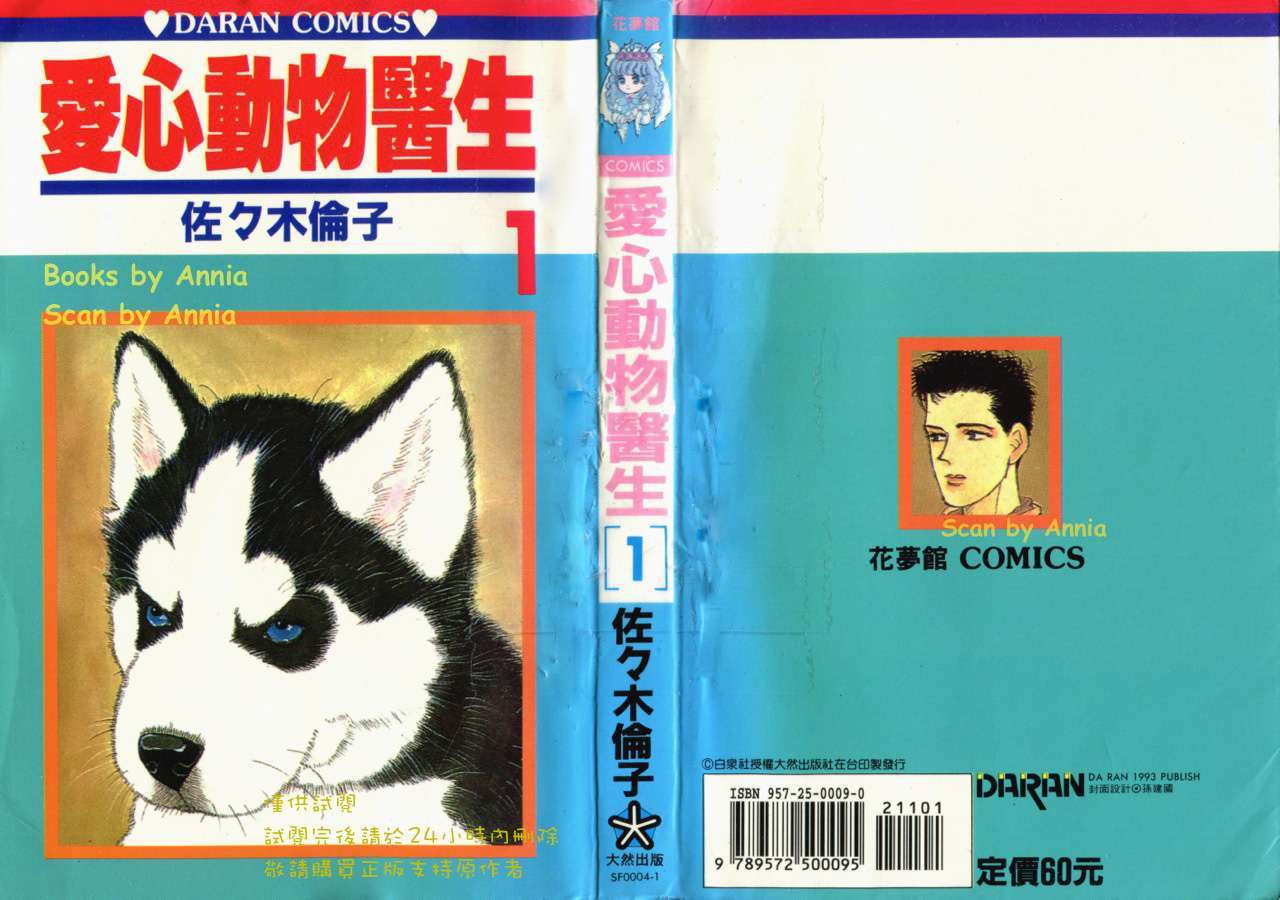 ♥DARAN COMICS♥
愛心動物醫生
佐々木倫子
1
Books by Annia
Scan by Annia
僅供試閱
試閱完後請於24小時內刪除
敬請購買正版支持原作者
花夢館
COMICS
愛心動物醫生
[1]
佐々木倫子
大然出版
SF0004-1
Scan by Annia
花夢館 COMICS
©白泉社授權大然出版社在台印製發行
ISBN 957-25-0009-0
21101
9 789572 500095
DARAN
DA RAN 1993 PUBLISH
封面設計⊙孫建國
定價60元